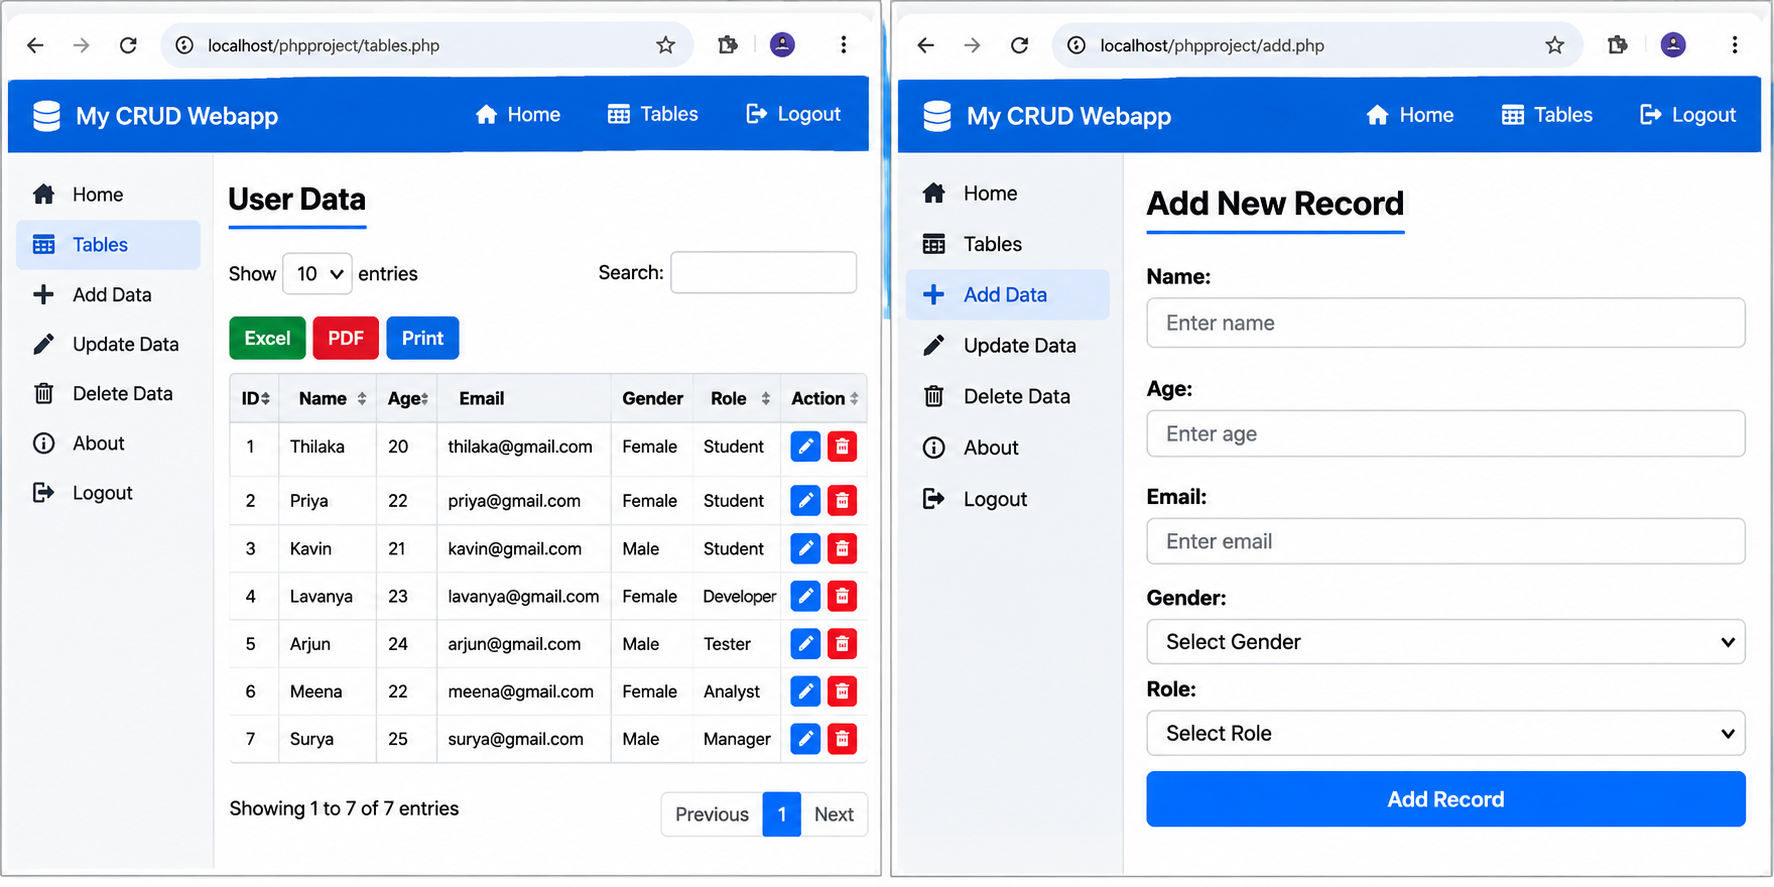 localhost/phpproject/tables.php
My CRUD Webapp Home Tables Logout
Home
Tables
Add Data
Update Data
Delete Data
About
Logout
User Data
Show 10 entries Search:
Excel PDF Print
ID Name Age Email Gender Role Action
1 Thilaka 20 thilaka@gmail.com Female Student
2 Priya 22 priya@gmail.com Female Student
3 Kavin 21 kavin@gmail.com Male Student
4 Lavanya 23 lavanya@gmail.com Female Developer
5 Arjun 24 arjun@gmail.com Male Tester
6 Meena 22 meena@gmail.com Female Analyst
7 Surya 25 surya@gmail.com Male Manager
Showing 1 to 7 of 7 entries Previous 1 Next
localhost/phpproject/add.php
My CRUD Webapp Home Tables Logout
Home
Tables
Add Data
Update Data
Delete Data
About
Logout
Add New Record
Name:
Enter name
Age:
Enter age
Email:
Enter email
Gender:
Select Gender
Role:
Select Role
Add Record